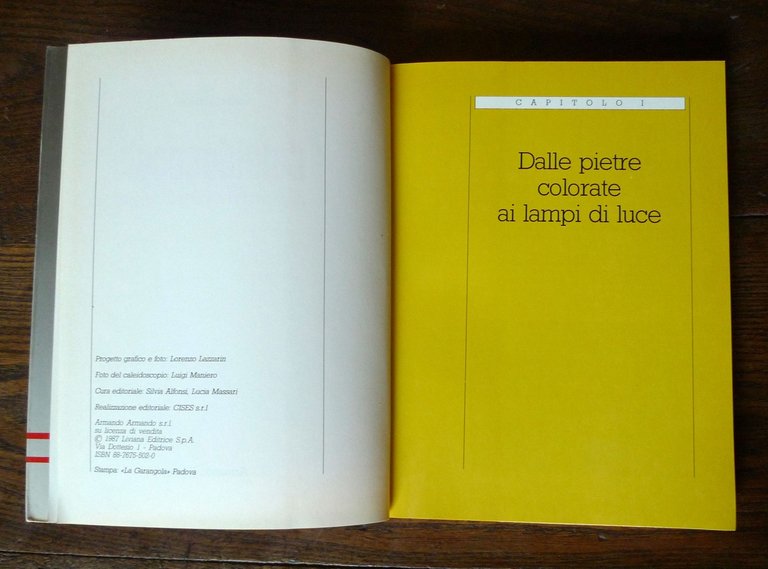 Progetto grafico e foto: Lorenzo Lazzarin
Foto del caleidoscopio: Luigi Maniero
Cura editoriale: Silvia Alfonsi, Lucia Massari
Realizzazione editoriale: CISES s.r.l
Armando Armando s.r.l.
su licenza di vendita
© 1987 Liviana Editrice S.p.A.
Via Dottesio 1 - Padova
ISBN 88-7675-502-0
Stampa: «La Garangola» Padova
CAPITOLO I
Dalle pietre
colorate
ai lampi di luce